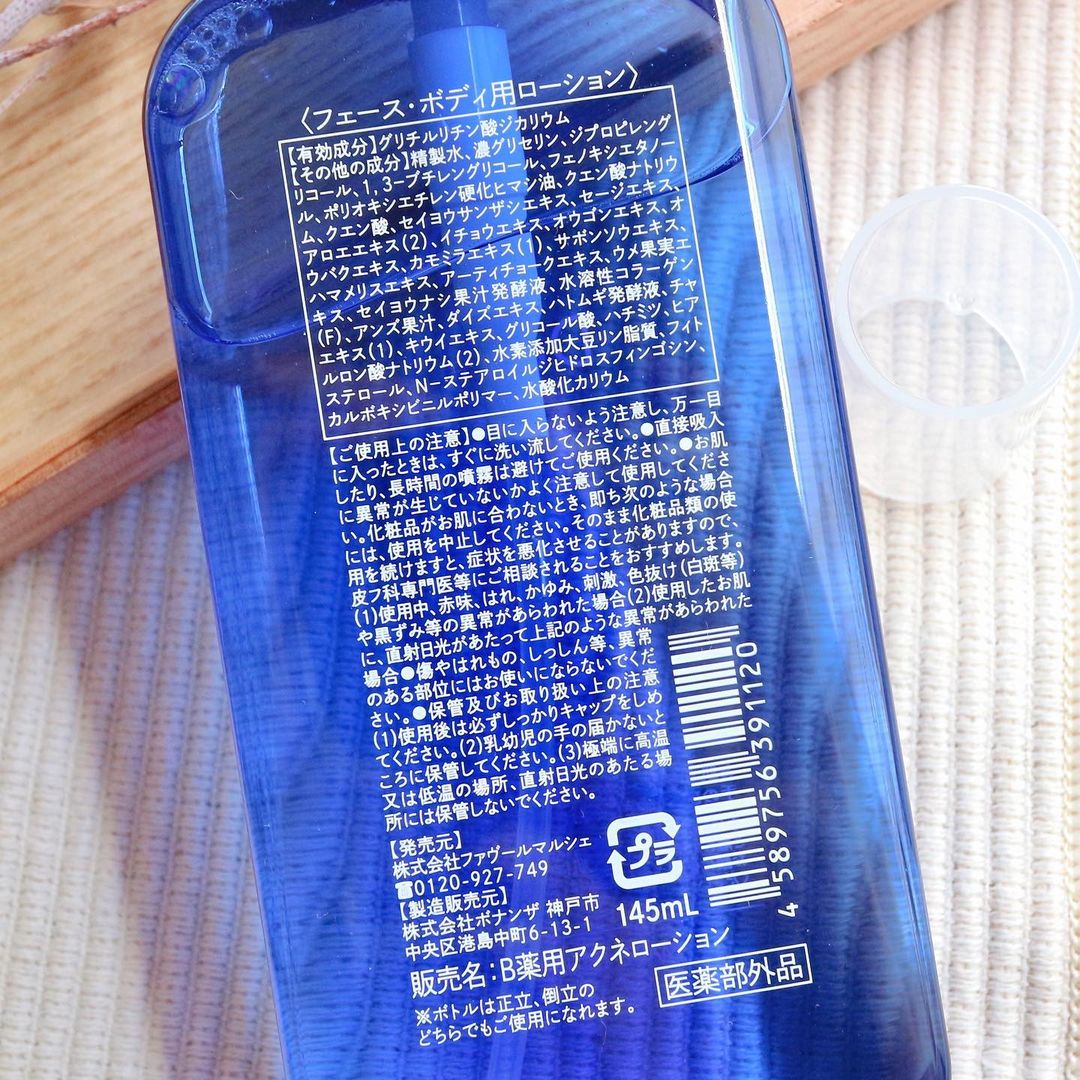 〈フェース・ボディ用ローション〉
【有効成分】グリチルリチン酸ジカリウム
【その他の成分】精製水、濃グリセリン、ジプロピレング
リコール、1,3-ブチレングリコール、フェノキシエタノー
ル、ポリオキシエチレン硬化ヒマシ油、クエン酸ナトリウ
ム、クエン酸、セイヨウサンザシエキス、セージエキス、
アロエエキス(2)、イチョウエキス、オウゴンエキス、オ
ウバクエキス、カモミラエキス(1)、サボンソウエキス、
ハマメリスエキス、アーティチョークエキス、ウメ果実エ
キス、セイヨウナシ果汁発酵液、水溶性コラーゲン
(F)、アンズ果汁、ダイズエキス、ハトムギ発酵液、チャ
エキス(1)、キウイエキス、グリコール酸、ハチミツ、ヒア
ルロン酸ナトリウム(2)、水素添加大豆リン脂質、フィト
ステロール、N-ステアロイルジヒドロスフィンゴシン、
カルボキシビニルポリマー、水酸化カリウム
【ご使用上の注意】●目に入らないよう注意し、万一目
に入ったときは、すぐに洗い流してください。●直接吸入
したり、長時間の噴霧は避けてご使用ください。●お肌
に異常が生じていないかよく注意して使用してくださ
い。化粧品がお肌に合わないとき、即ち次のような場合
には、使用を中止してください。そのまま化粧品類の使
用を続けますと、症状を悪化させることがありますので、
皮フ科専門医等にご相談されることをおすすめします。
(1)使用中、赤味、はれ、かゆみ、刺激、色抜け(白斑等)
や黒ずみ等の異常があらわれた場合(2)使用したお肌
に、直射日光があたって上記のような異常があらわれた
場合●傷やはれもの、しっしん等、異常
のある部位にはお使いにならないでくだ
さい。●保管及びお取り扱い上の注意
(1)使用後は必ずしっかりキャップをしめ
てください。(2)乳幼児の手の届かないと
ころに保管してください。(3)極端に高温
又は低温の場所、直射日光のあたる場
所には保管しないでください。
【発売元】
株式会社ファヴールマルシェ
☎0120-927-749
【製造販売元】
株式会社ボナンザ 神戸市
中央区港島中町6-13-1
プラ
145mL
4 589756 391120
販売名:B薬用アクネローション
医薬部外品
※ボトルは正立、倒立の
どちらでもご使用になれます。